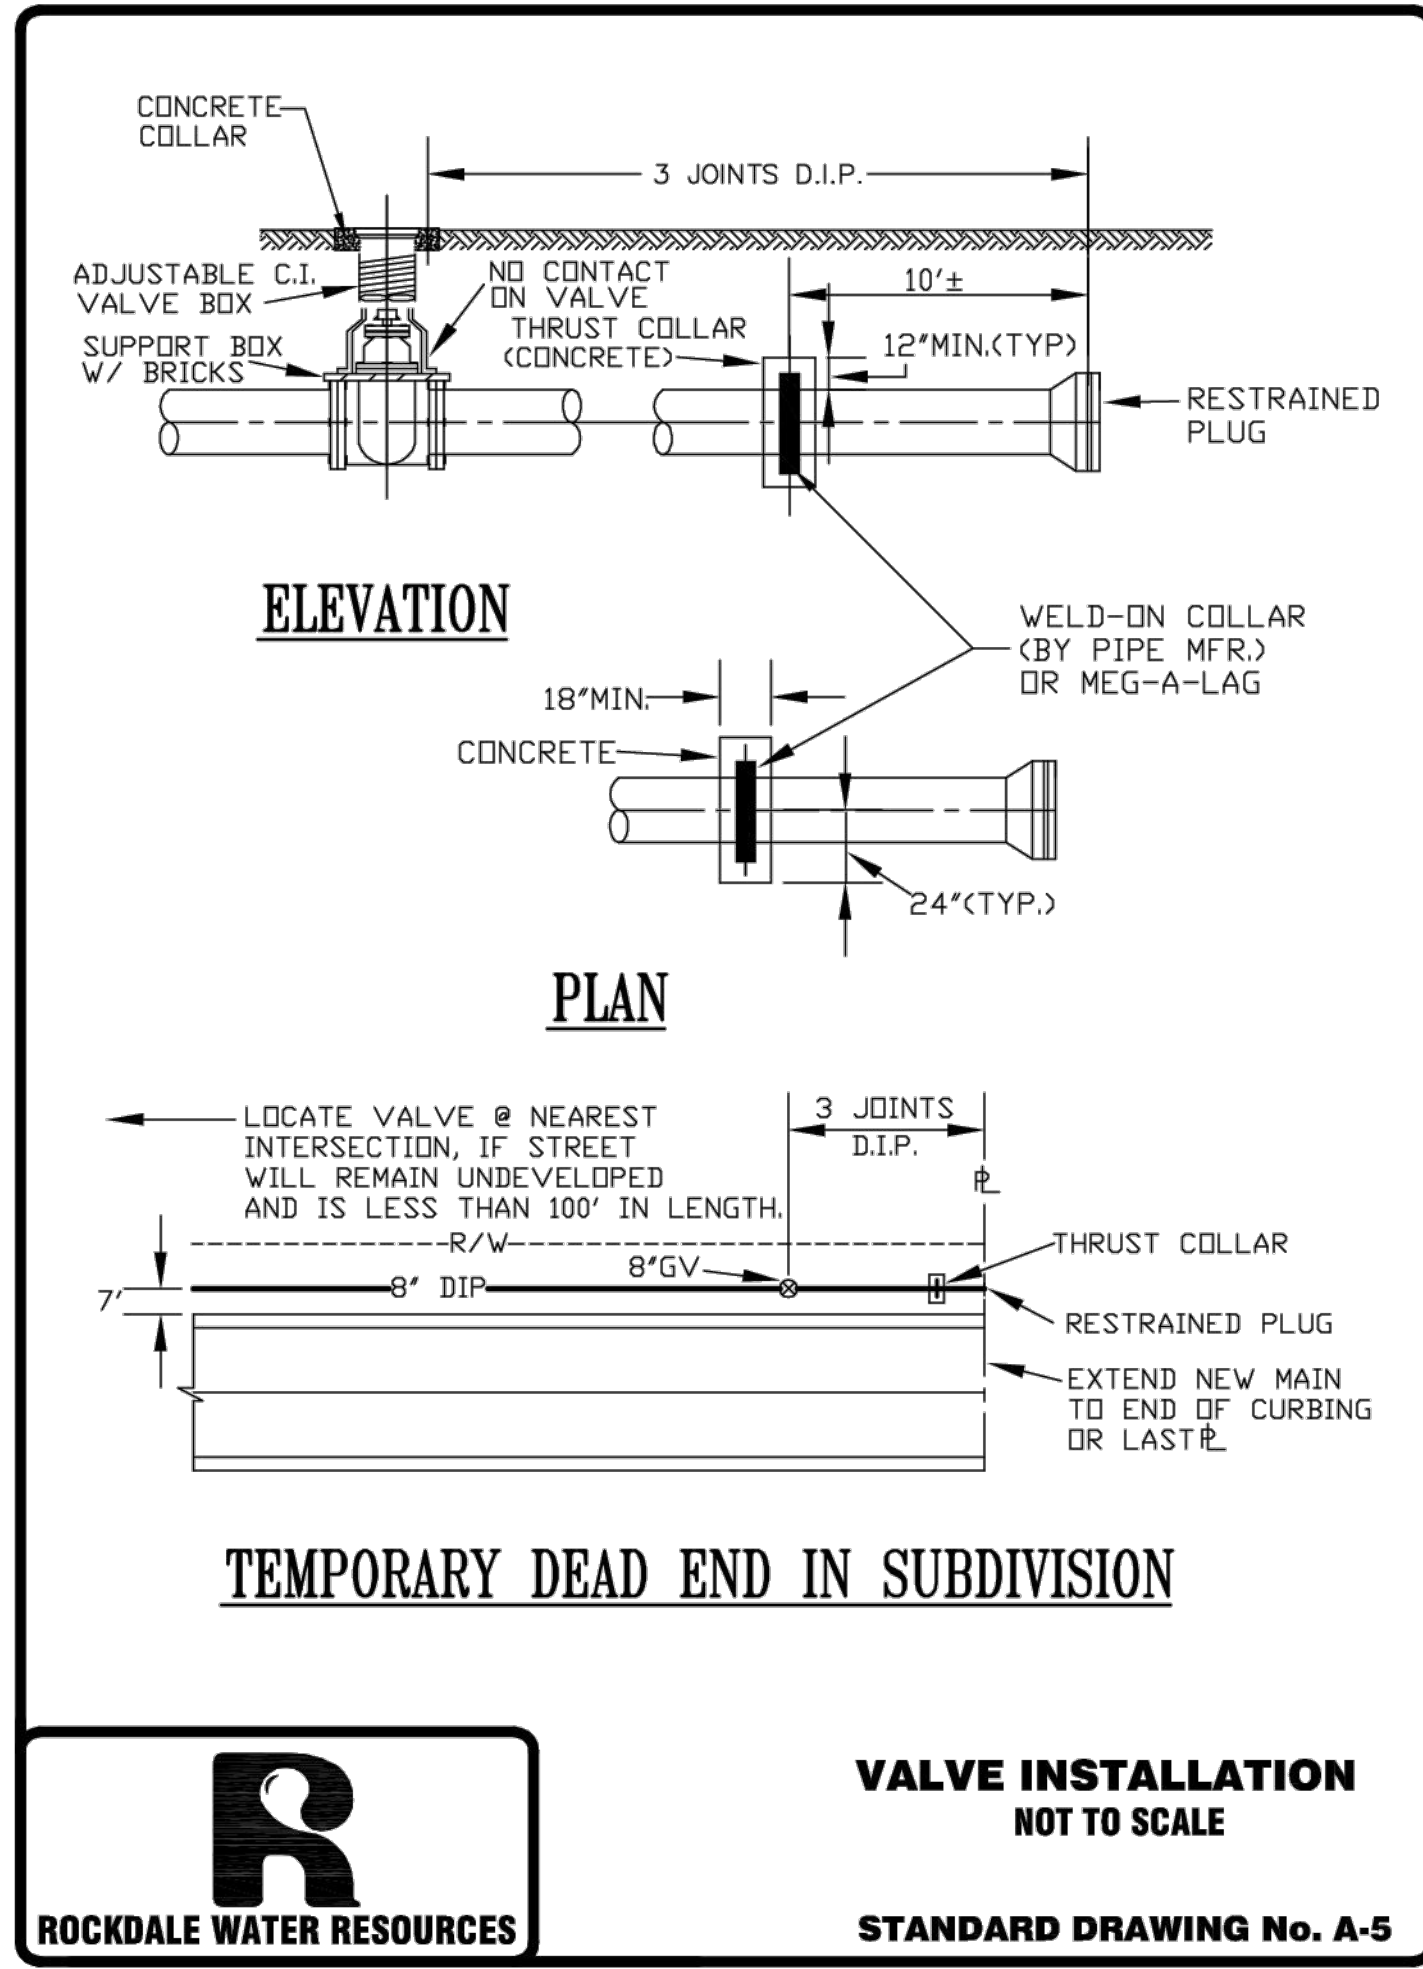 CONCRETE
COLLAR
3 JOINTS D.I.P.
ADJUSTABLE C.I.
VALVE BOX
NO CONTACT
ON VALVE
10'±
THRUST COLLAR
(CONCRETE)
12"MIN.(TYP)
SUPPORT BOX
W/ BRICKS
RESTRAINED
PLUG
ELEVATION
WELD-ON COLLAR
(BY PIPE MFR.)
OR MEG-A-LAG
18"MIN.
CONCRETE
24"(TYP.)
PLAN
LOCATE VALVE @ NEAREST
INTERSECTION, IF STREET
WILL REMAIN UNDEVELOPED
AND IS LESS THAN 100' IN LENGTH.
3 JOINTS
D.I.P.
PL
R/W
THRUST COLLAR
8"GV
8" DIP
7'
RESTRAINED PLUG
EXTEND NEW MAIN
TO END OF CURBING
OR LAST PL
TEMPORARY DEAD END IN SUBDIVISION
R
ROCKDALE WATER RESOURCES
VALVE INSTALLATION
NOT TO SCALE
STANDARD DRAWING No. A-5